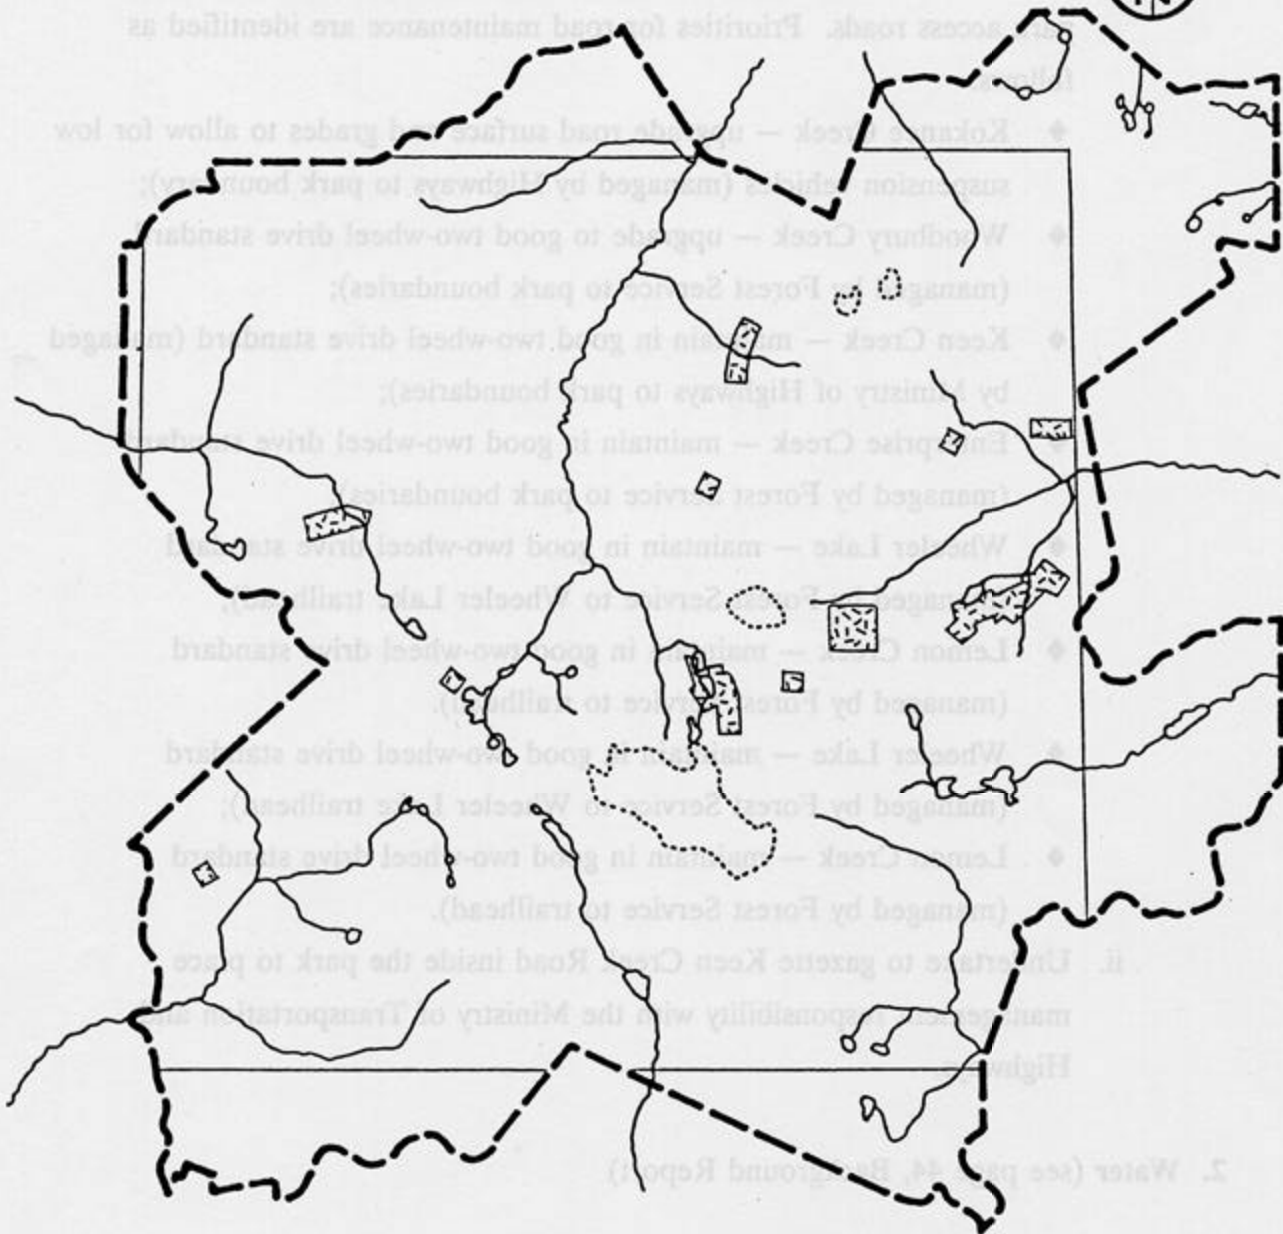 access roads. Priorities for road maintenance are identified as
follows:
♦ Kokanee Creek — upgrade road surface and grades to allow for low
suspension vehicles (managed by Highways to park boundary);
♦ Woodbury Creek — upgrade to good two-wheel drive standard
(managed by Forest Service to park boundaries);
♦ Keen Creek — maintain in good two-wheel drive standard (managed
by Ministry of Highways to park boundaries);
♦ Enterprise Creek — maintain in good two-wheel drive standard
(managed by Forest Service to park boundaries);
♦ Wheeler Lake — maintain in good two-wheel drive standard
(managed by Forest Service to Wheeler Lake trailhead);
♦ Lemon Creek — maintain in good two-wheel drive standard
(managed by Forest Service to trailhead).
♦ Wheeler Lake — maintain in good two-wheel drive standard
(managed by Forest Service to Wheeler Lake trailhead);
♦ Lemon Creek — maintain in good two-wheel drive standard
(managed by Forest Service to trailhead).
ii. Undertake to gazette Keen Creek Road inside the park to place
management responsibility with the Ministry of Transportation and
Highways.
2. Water (see page 44, Background Report)